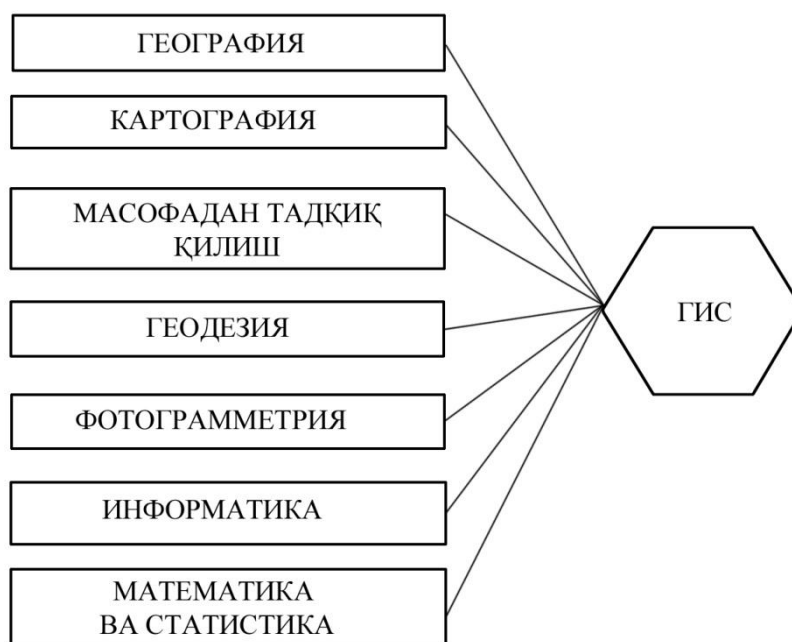 ГЕОГРАФИЯ
КАРТОГРАФИЯ
МАСОФАДАН ТАДҚИҚ
ҚИЛИШ
ГЕОДЕЗИЯ
ФОТОГРАММЕТРИЯ
ИНФОРМАТИКА
МАТЕМАТИКА
ВА СТАТИСТИКА
ГИС